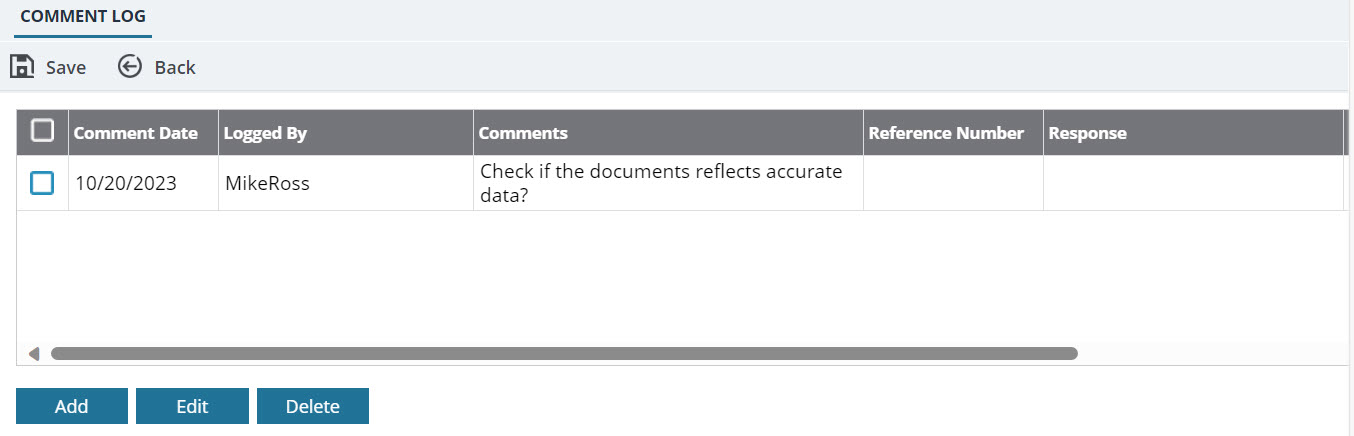 COMMENT LOG
Save Back
Comment Date Logged By Comments Reference Number Response
10/20/2023 MikeRoss Check if the documents reflects accurate
data?
Add Edit Delete